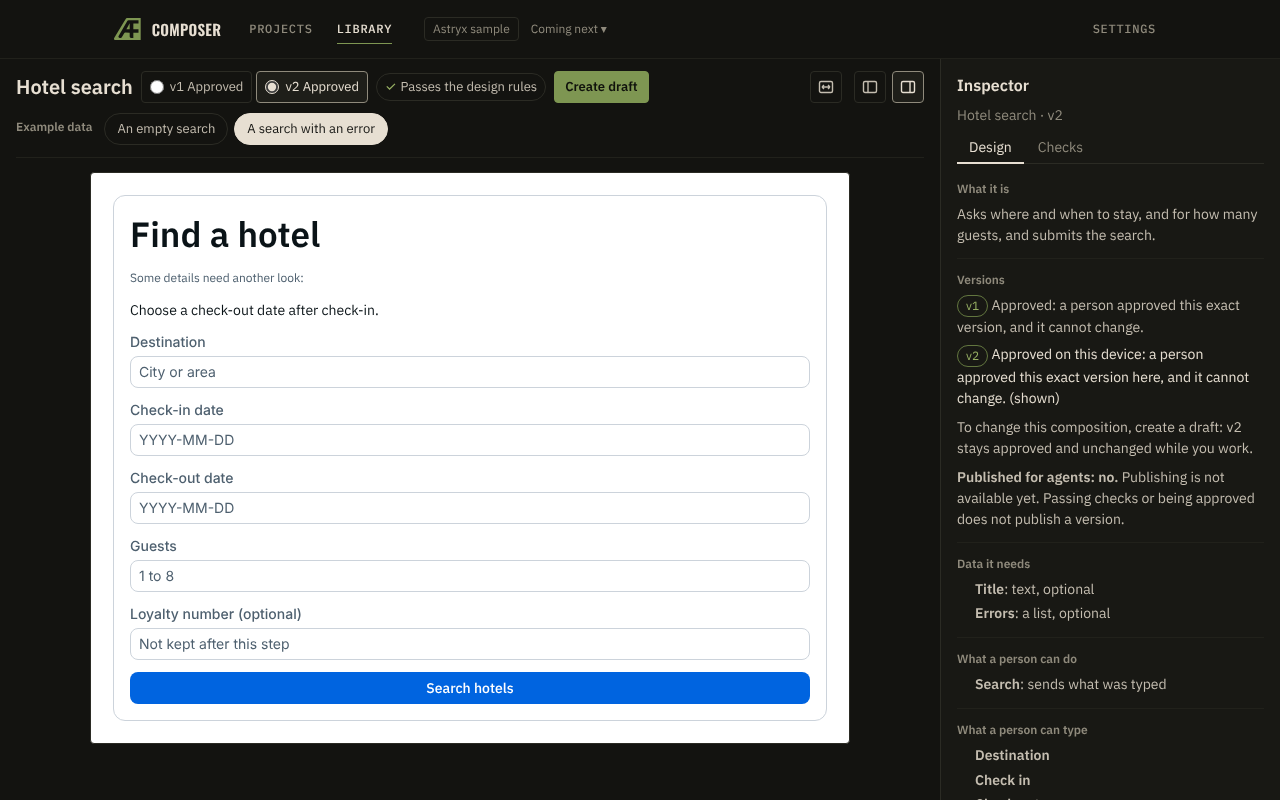 COMPOSER
PROJECTS
LIBRARY
Astryx sample
Coming next ▾
SETTINGS
Hotel search
v1 Approved
v2 Approved
✓ Passes the design rules
Create draft
Example data
An empty search
A search with an error
Find a hotel
Some details need another look:
Choose a check-out date after check-in.
Destination
City or area
Check-in date
YYYY-MM-DD
Check-out date
YYYY-MM-DD
Guests
1 to 8
Loyalty number (optional)
Not kept after this step
Search hotels
Inspector
Hotel search · v2
Design
Checks
What it is
Asks where and when to stay, and for how many
guests, and submits the search.
Versions
v1 Approved: a person approved this exact
version, and it cannot change.
v2 Approved on this device: a person
approved this exact version here, and it cannot
change. (shown)
To change this composition, create a draft: v2
stays approved and unchanged while you work.
Published for agents: no. Publishing is not
available yet. Passing checks or being approved
does not publish a version.
Data it needs
Title: text, optional
Errors: a list, optional
What a person can do
Search: sends what was typed
What a person can type
Destination
Check in